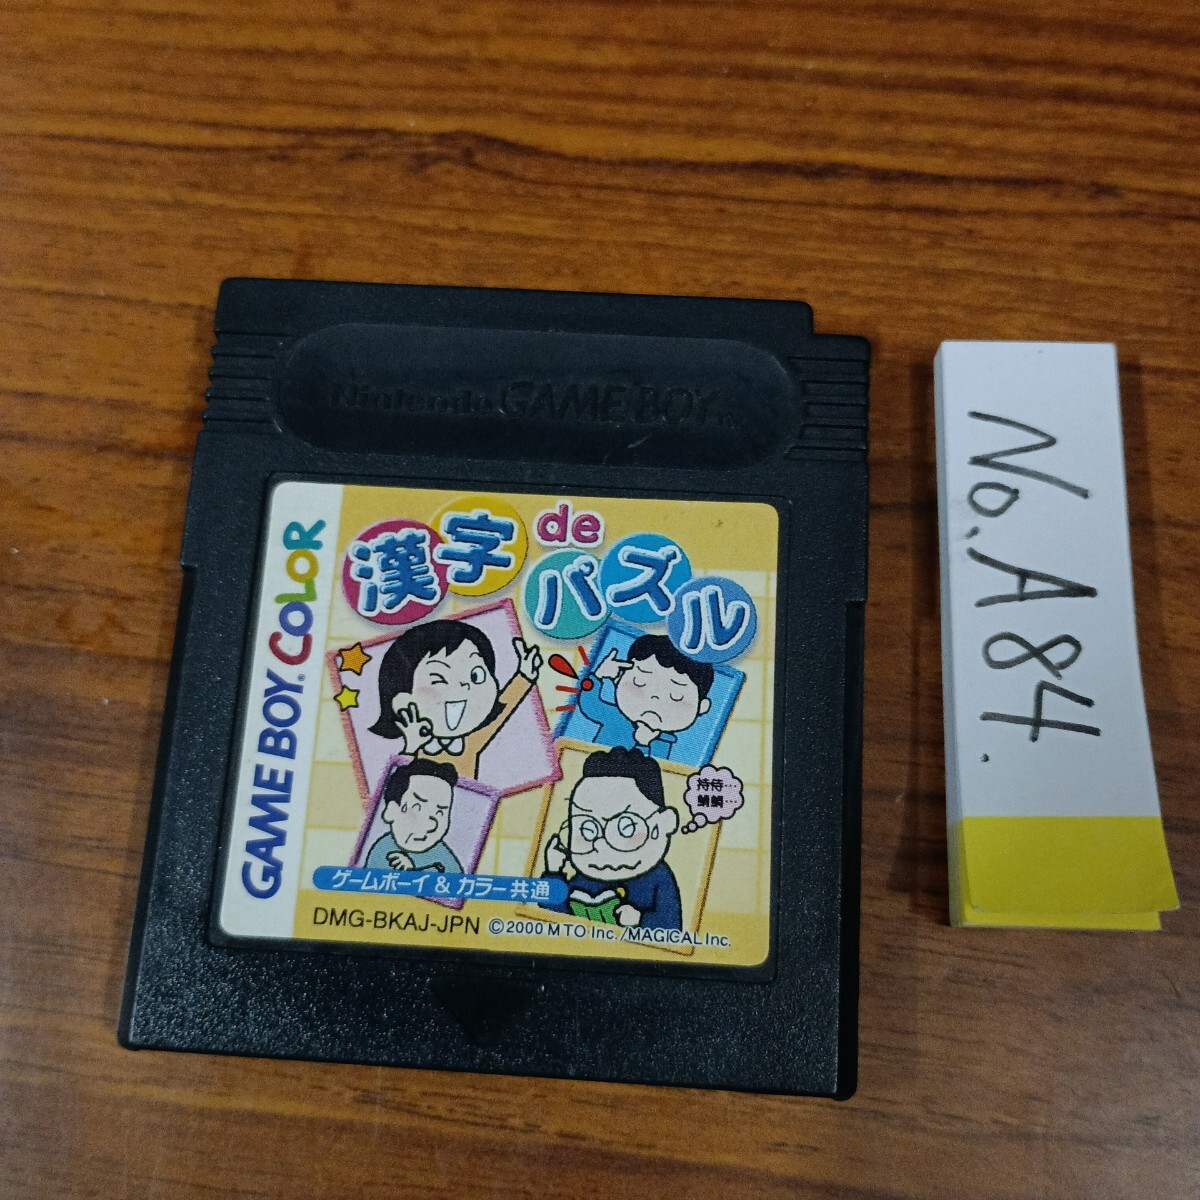 Nintendo GAME BOY TM
GAME BOY COLOR
漢字 de パズル
持侍…
鯖鯛…
ゲームボーイ & カラー共通
DMG-BKAJ-JPN ©2000 MTO Inc./MAGICAL Inc.
No. A84.